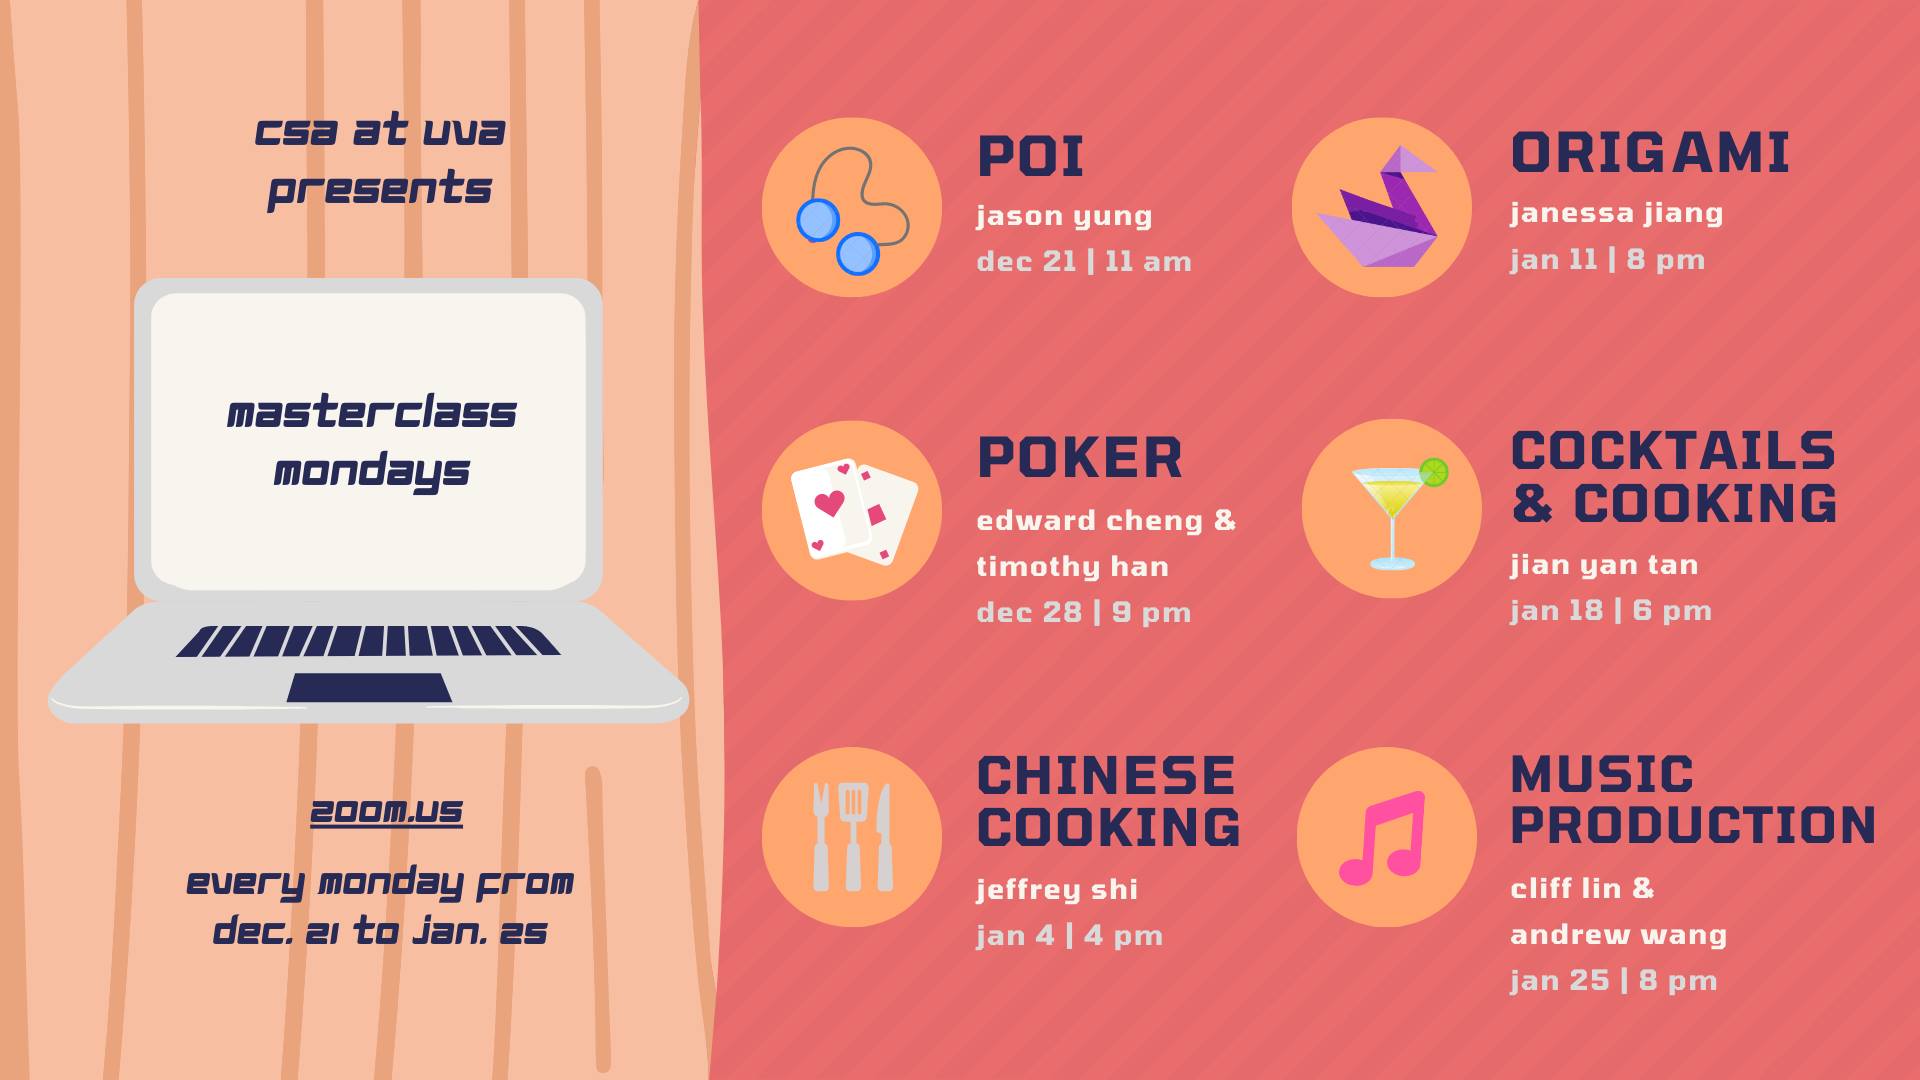 csa at uva
presents
masterclass
mondays
zoom.us
every monday from
dec. 21 to jan. 25
POI
jason yung
dec 21 | 11 am
POKER
edward cheng &
timothy han
dec 28 | 9 pm
CHINESE
COOKING
jeffrey shi
jan 4 | 4 pm
ORIGAMI
janessa jiang
jan 11 | 8 pm
COCKTAILS
& COOKING
jian yan tan
jan 18 | 6 pm
MUSIC
PRODUCTION
cliff lin &
andrew wang
jan 25 | 8 pm